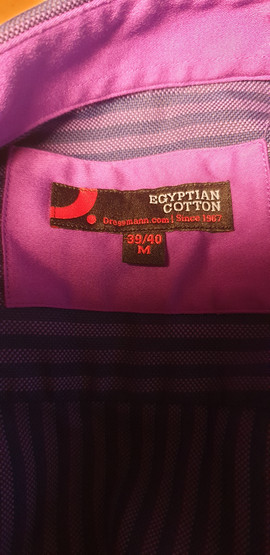 EGYPTIAN
COTTON
Dressmann.com | Since 1967
39/40
M